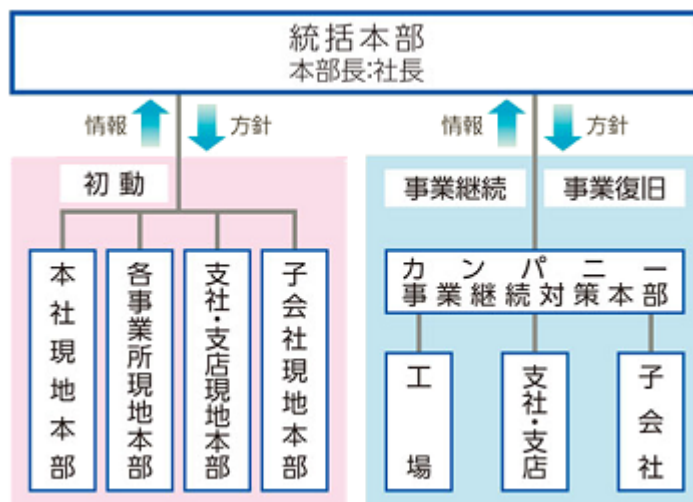 統括本部
本部長:社長
情報
方針
情報
方針
初動
本社現地本部
各事業所現地本部
支社・支店現地本部
子会社現地本部
事業継続
事業復旧
カンパニー
事業継続対策本部
工場
支社・支店
子会社